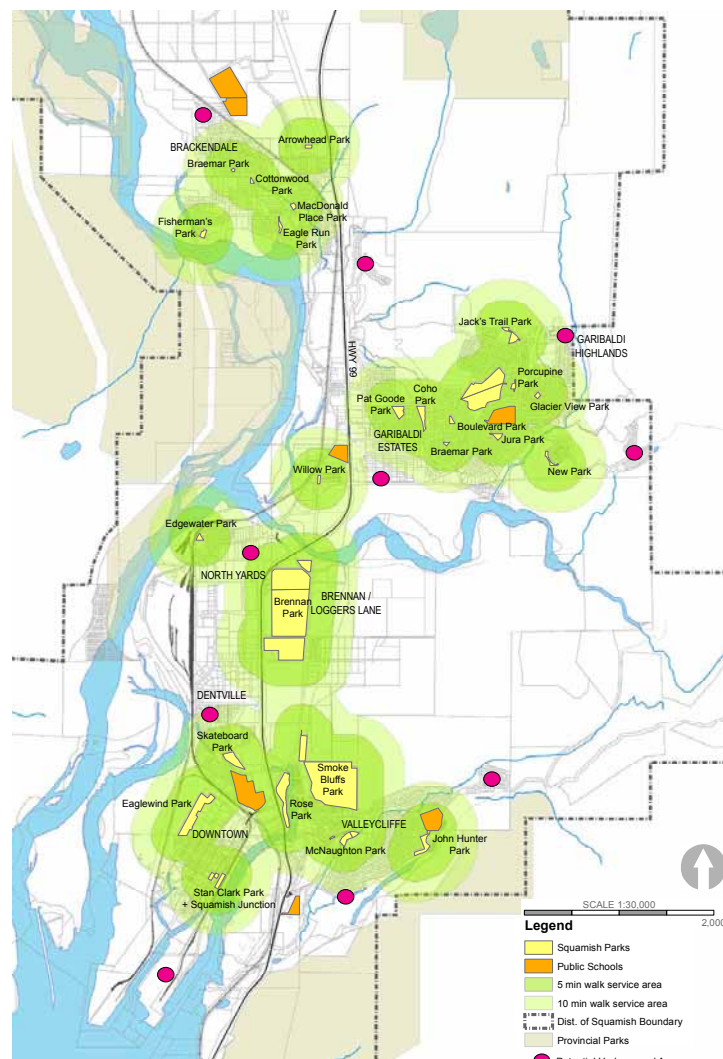 Arrowhead Park
BRACKENDALE
Braemar Park
Cottonwood
Park
MacDonald
Place Park
Fisherman's
Park
Eagle Run
Park
HWY 99
Jack's Trail Park
GARIBALDI
HIGHLANDS
Porcupine
Park
Pat Goode
Park
Coho
Park
Glacier View Park
Boulevard Park
GARIBALDI
ESTATES
Jura Park
Braemar Park
New Park
Willow Park
Edgewater Park
NORTH YARDS
BRENNAN /
LOGGERS LANE
Brennan
Park
DENTVILLE
Skateboard
Park
Smoke
Bluffs
Park
Eaglewind Park
Rose
Park
DOWNTOWN
VALLEYCLIFFE
McNaughton Park
John Hunter
Park
Stan Clark Park
+ Squamish Junction
SCALE 1:30,000
2,000
Legend
Squamish Parks
Public Schools
5 min walk service area
10 min walk service area
Dist. of Squamish Boundary
Provincial Parks